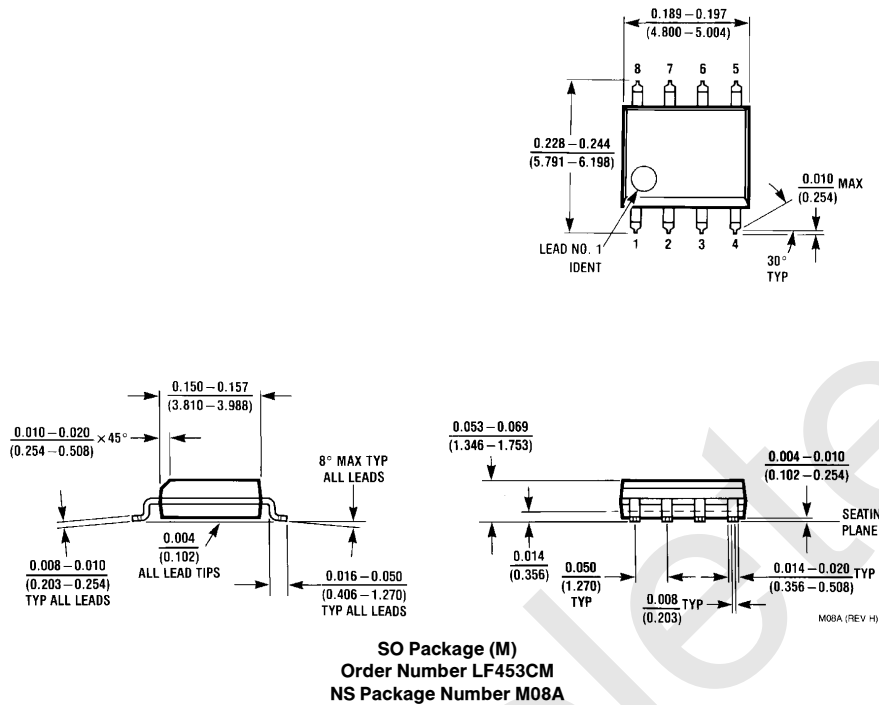 0.189 – 0.197
(4.800 – 5.004)
8 7 6 5
0.228 – 0.244
(5.791 – 6.198)
0.010 MAX
(0.254)
LEAD NO. 1
IDENT
1 2 3 4
30°
TYP
0.150 – 0.157
(3.810 – 3.988)
0.010 – 0.020 × 45°
(0.254 – 0.508)
8° MAX TYP
ALL LEADS
0.008 – 0.010
(0.203 – 0.254)
TYP ALL LEADS
0.004
(0.102)
ALL LEAD TIPS
0.016 – 0.050
(0.406 – 1.270)
TYP ALL LEADS
0.053 – 0.069
(1.346 – 1.753)
0.004 – 0.010
(0.102 – 0.254)
SEATIN
PLANE
0.014
(0.356)
0.050
(1.270)
TYP
0.008 TYP
(0.203)
0.014 – 0.020 TYP
(0.356 – 0.508)
M08A (REV H)
SO Package (M)
Order Number LF453CM
NS Package Number M08A
lete